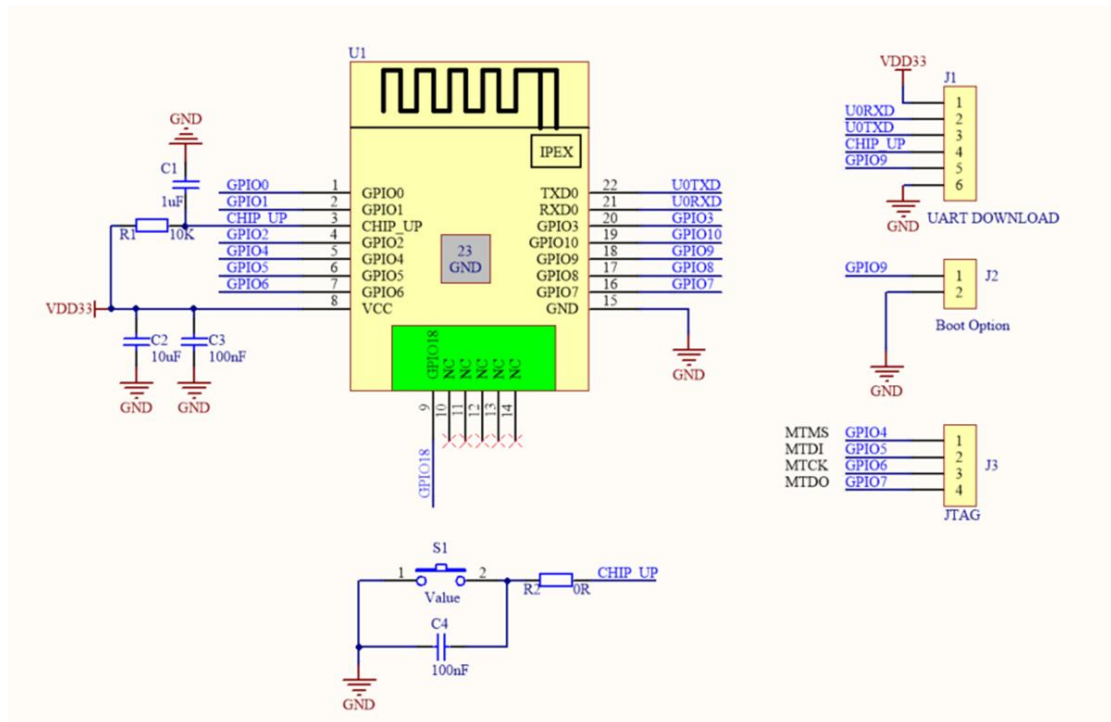 U1
IPEX
GND
C1
1uF
R1
10K
VDD33
C2
10uF
GND
C3
100nF
GND
GPIO0 1 GPIO0
GPIO1 2 GPIO1
CHIP_UP 3 CHIP_UP
GPIO2 4 GPIO2
GPIO4 5 GPIO4
GPIO5 6 GPIO5
GPIO6 7 GPIO6
8 VCC
23
GND
TXD0 22 U0TXD
RXD0 21 U0RXD
GPIO3 20 GPIO3
GPIO10 19 GPIO10
GPIO9 18 GPIO9
GPIO8 17 GPIO8
GPIO7 16 GPIO7
GND 15
GND
GPIO18
NC
NC
NC
NC
NC
9
10
11
12
13
14
GPIO18
VDD33
J1
1
U0RXD 2
U0TXD 3
CHIP_UP 4
GPIO9 5
6
GND
UART DOWNLOAD
GPIO9 1 J2
2
Boot Option
GND
MTMS GPIO4 1
MTDI GPIO5 2
MTCK GPIO6 3
MTDO GPIO7 4
J3
JTAG
S1
1 2
Value
R2 0R
CHIP_UP
C4
100nF
GND